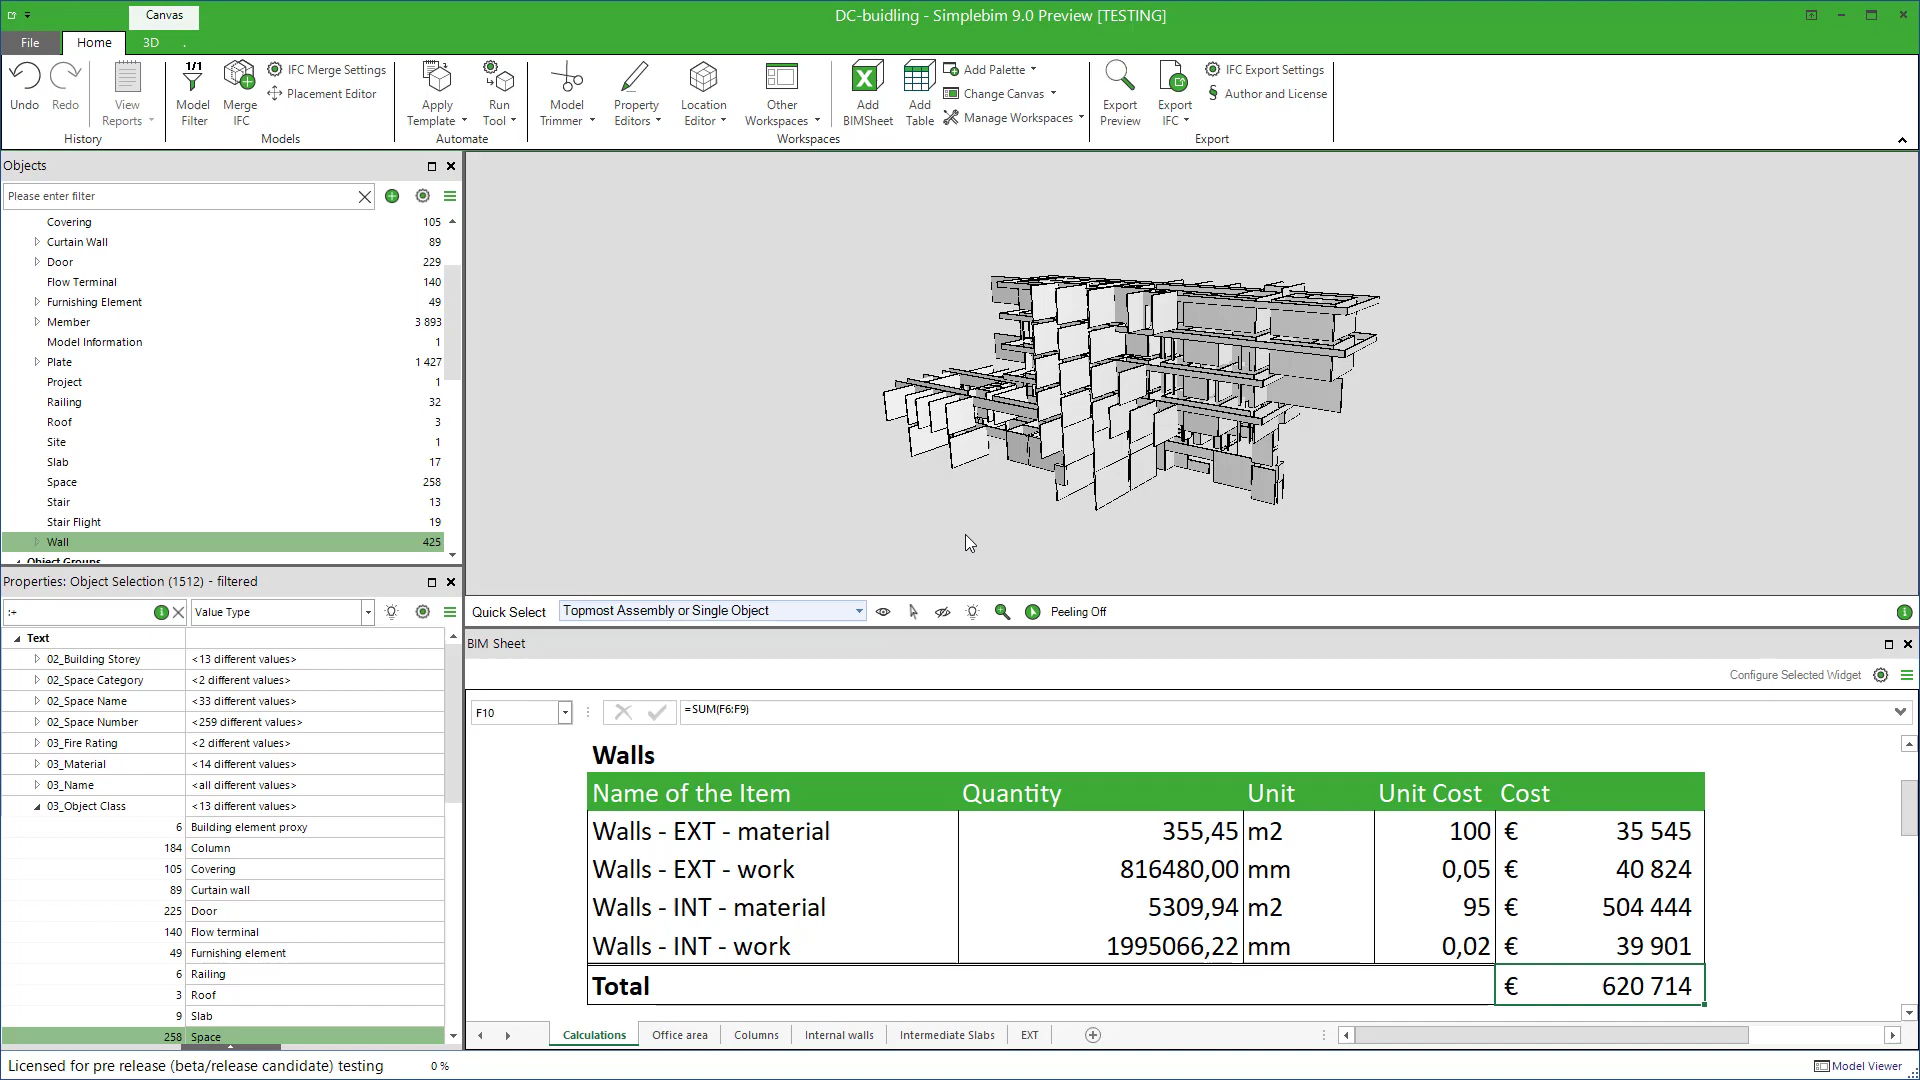 Canvas
DC-buidling - Simplebim 9.0 Preview [TESTING]
File Home 3D .
Undo Redo View Reports
History
1/1 Model Filter Merge IFC IFC Merge Settings Placement Editor
Models
Apply Template Run Tool
Automate
Model Trimmer Property Editors Location Editor Other Workspaces Add BIMSheet Add Table Add Palette Change Canvas Manage Workspaces
Workspaces
Export Preview Export IFC IFC Export Settings Author and License
Export
Objects
Please enter filter
Covering 105
Curtain Wall 89
Door 229
Flow Terminal 140
Furnishing Element 49
Member 3 893
Model Information 1
Plate 1 427
Project 1
Railing 32
Roof 3
Site 1
Slab 17
Space 258
Stair 13
Stair Flight 19
Wall 425
Object Groups
Properties: Object Selection (1512) - filtered
:+ Value Type
Text
02_Building Storey <13 different values>
02_Space Category <2 different values>
02_Space Name <33 different values>
02_Space Number <259 different values>
03_Fire Rating <2 different values>
03_Material <14 different values>
03_Name <all different values>
03_Object Class <13 different values>
6 Building element proxy
184 Column
105 Covering
89 Curtain wall
225 Door
140 Flow terminal
49 Furnishing element
6 Railing
3 Roof
9 Slab
258 Space
Quick Select Topmost Assembly or Single Object Peeling Off
BIM Sheet
Configure Selected Widget
F10 =SUM(F6:F9)
Walls
Name of the Item Quantity Unit Unit Cost Cost
Walls - EXT - material 355,45 m2 100 € 35 545
Walls - EXT - work 816480,00 mm 0,05 € 40 824
Walls - INT - material 5309,94 m2 95 € 504 444
Walls - INT - work 1995066,22 mm 0,02 € 39 901
Total € 620 714
Calculations Office area Columns Internal walls Intermediate Slabs EXT
Licensed for pre release (beta/release candidate) testing 0 % Model Viewer